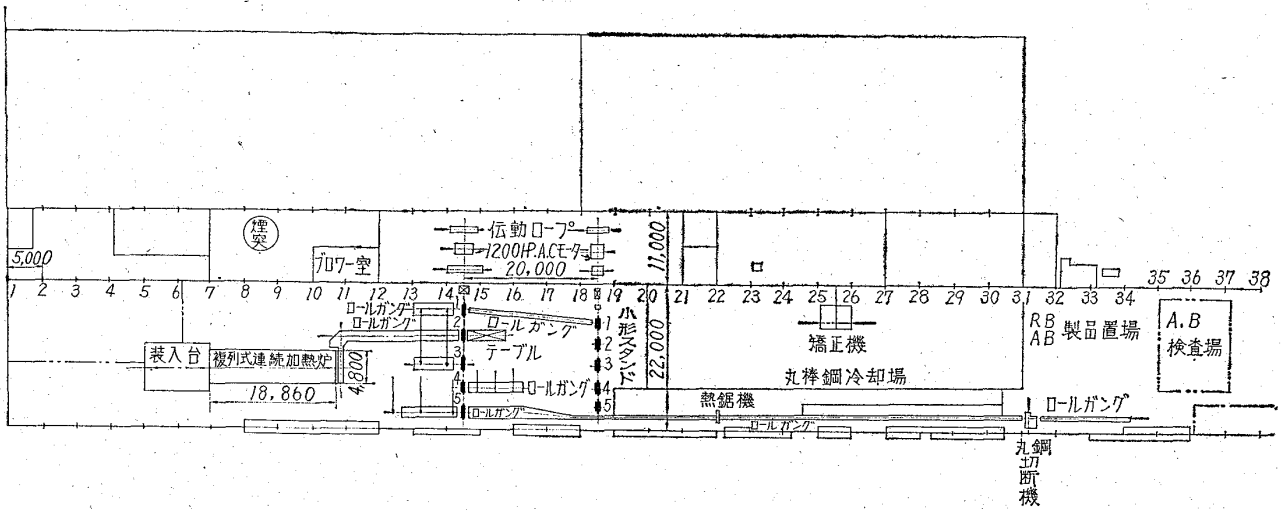 伝動ロープ
煙突
1200HP.A.C.モーター
20,000
11,000
ブロワー室
5,000
1 2 3 4 5 6 7 8 9 10 11 12 13 14 15 16 17 18 19 20 21 22 23 24 25 26 27 28 29 30 31 32 33 34 35 36 37 38
ロールガング
ロールガング
ロールガング
テーブル
ロールガング
ロールガング
1
2
3
4
5
1
2
3
4
5
小形スタンド
22,000
装入台
複列式連続加熱炉
4,800
18,860
矯正機
丸棒鋼冷却場
熱鋸機
ロールガング
RB
AB
製品置場
A.B
検査場
ロールガング
丸鋼切断機